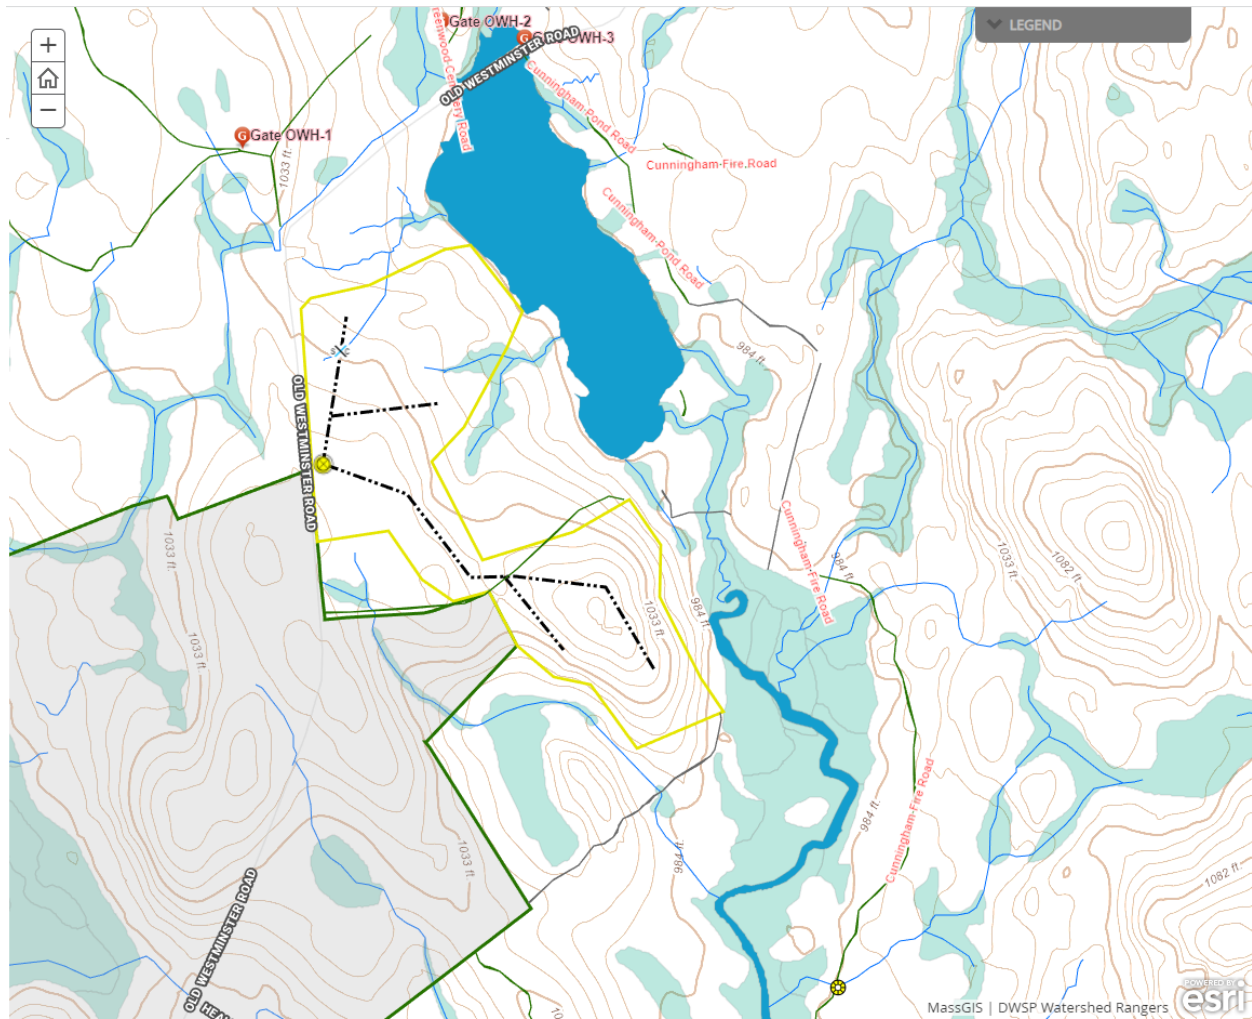 Gate OWH-2
LEGEND
Gate OWH-3
OLD WESTMINSTER ROAD
Cunningham-Pond Road
Gate OWH-1
1033 ft.
Cunningham-Fire Road
Cunningham-Pond Road
984 ft.
OLD WESTMINSTER ROAD
Cunningham-Fire Road
1033 ft.
1033 ft.
1082 ft.
984 ft.
1033 ft.
984 ft.
1033 ft.
Cunningham-Fire Road
984 ft.
1033 ft.
984 ft.
1082 ft.
OLD WESTMINSTER ROAD
MassGIS | DWSP Watershed Rangers
POWERED BY
esri